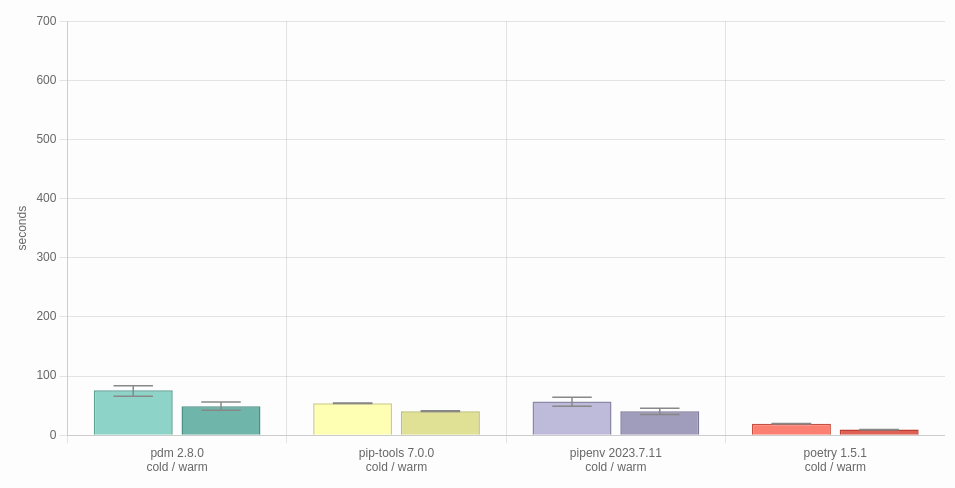 700
600
500
400
300
200
100
0
seconds
pdm 2.8.0
cold / warm
pip-tools 7.0.0
cold / warm
pipenv 2023.7.11
cold / warm
poetry 1.5.1
cold / warm